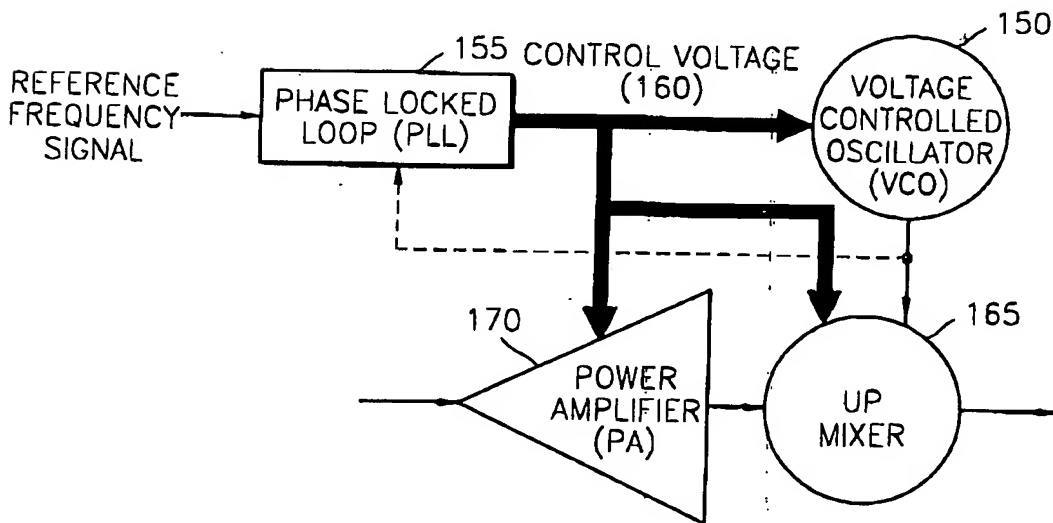 155
CONTROL VOLTAGE
(160)
150
REFERENCE
FREQUENCY
SIGNAL
PHASE LOCKED
LOOP (PLL)
VOLTAGE
CONTROLLED
OSCILLATOR
(VCO)
170
POWER
AMPLIFIER
(PA)
165
UP
MIXER